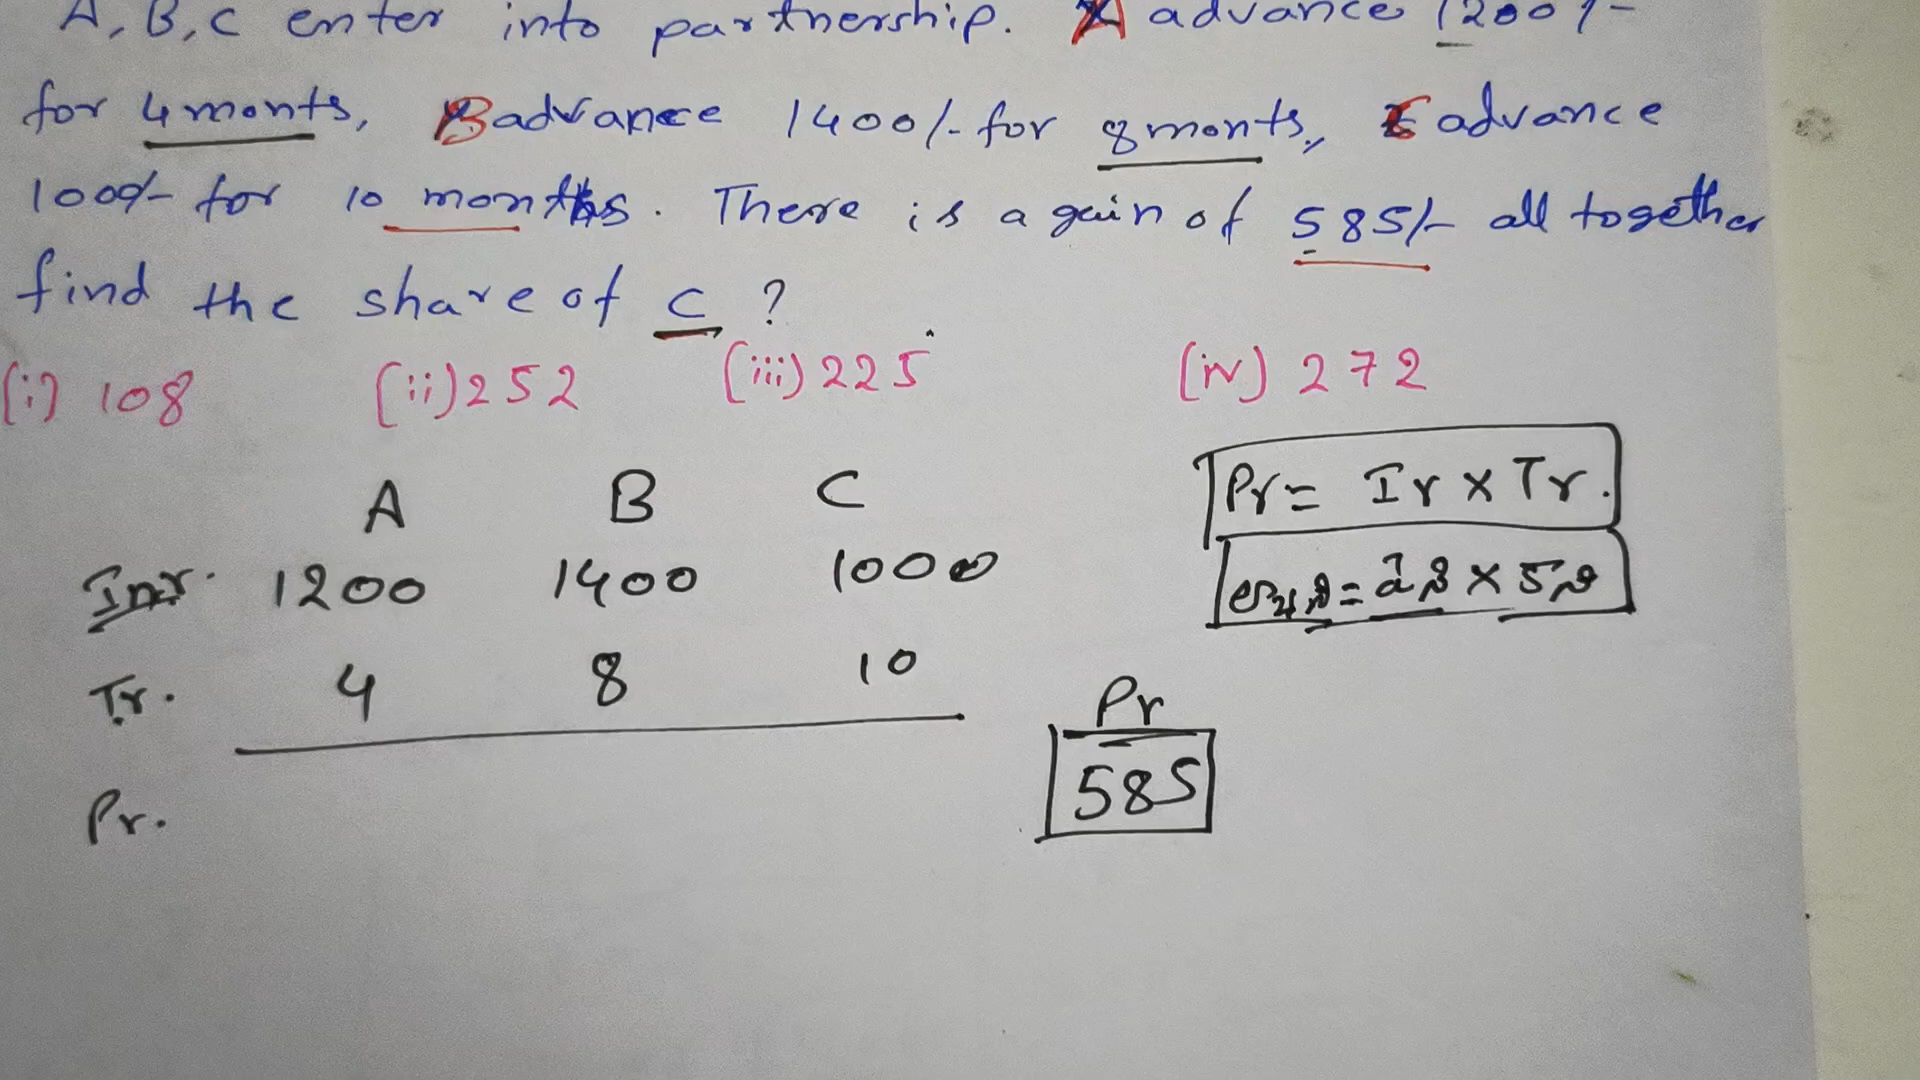 A, B, C enter into partnership. A advance 1200/-
for 4 monts, B advance 1400/- for 8 monts, C advance
1000/- for 10 months. There is a gain of 585/- all together
find the share of C ?
(i) 108 (ii) 252 (iii) 225 (iv) 272
A B C
Inr. 1200 1400 1000
Tr. 4 8 10
Pr.
Pr = Ir x Tr.
Pr
585